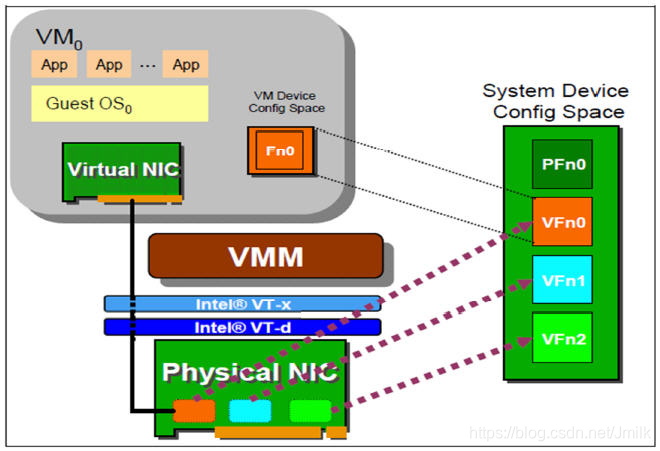 VM0
App App ... App
Guest OS0
VM Device
Config Space
Fn0
Virtual NIC
System Device
Config Space
PFn0
VFn0
VFn1
VFn2
VMM
Intel® VT-x
Intel® VT-d
Physical NIC
https://blog.csdn.net/Jmilk